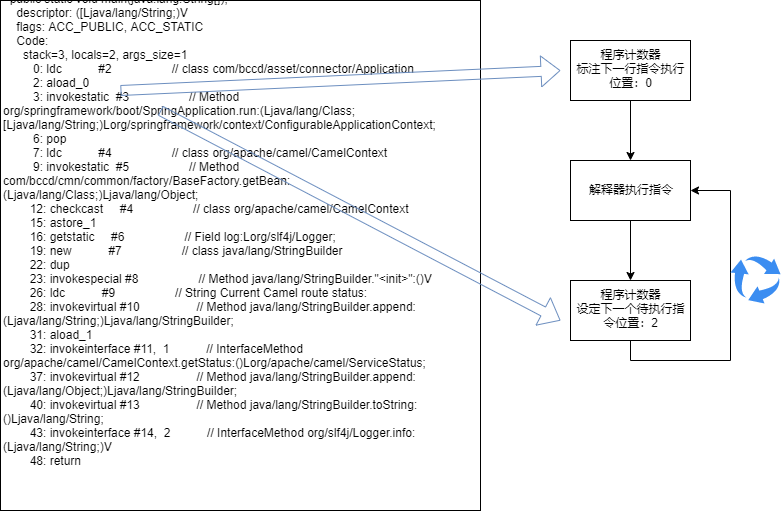 public static void main(java.lang.String[]);
descriptor: ([Ljava/lang/String;)V
flags: ACC_PUBLIC, ACC_STATIC
Code:
stack=3, locals=2, args_size=1
0: ldc #2 // class com/bccd/asset/connector/Application
2: aload_0
3: invokestatic #3 // Method
org/springframework/boot/SpringApplication.run:(Ljava/lang/Class;
[Ljava/lang/String;)Lorg/springframework/context/ConfigurableApplicationContext;
6: pop
7: ldc #4 // class org/apache/camel/CamelContext
9: invokestatic #5 // Method
com/bccd/cmn/common/factory/BaseFactory.getBean:
(Ljava/lang/Class;)Ljava/lang/Object;
12: checkcast #4 // class org/apache/camel/CamelContext
15: astore_1
16: getstatic #6 // Field log:Lorg/slf4j/Logger;
19: new #7 // class java/lang/StringBuilder
22: dup
23: invokespecial #8 // Method java/lang/StringBuilder."<init>":()V
26: ldc #9 // String Current Camel route status:
28: invokevirtual #10 // Method java/lang/StringBuilder.append:
(Ljava/lang/String;)Ljava/lang/StringBuilder;
31: aload_1
32: invokeinterface #11, 1 // InterfaceMethod
org/apache/camel/CamelContext.getStatus:()Lorg/apache/camel/ServiceStatus;
37: invokevirtual #12 // Method java/lang/StringBuilder.append:
(Ljava/lang/Object;)Ljava/lang/StringBuilder;
40: invokevirtual #13 // Method java/lang/StringBuilder.toString:
()Ljava/lang/String;
43: invokeinterface #14, 2 // InterfaceMethod org/slf4j/Logger.info:
(Ljava/lang/String;)V
48: return
程序计数器
标注下一行指令执行
位置: 0
解释器执行指令
程序计数器
设定下一个待执行指
令位置: 2